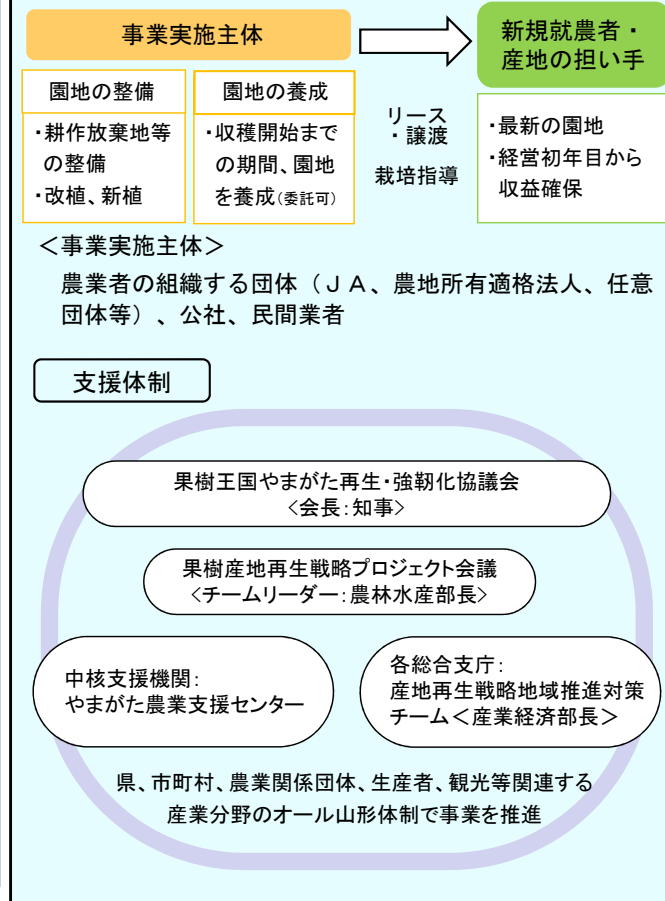 事業実施主体
新規就農者・
産地の担い手
園地の整備
・耕作放棄地等
の整備
・改植、新植
園地の養成
・収穫開始まで
の期間、園地
を養成(委託可)
リース
・譲渡
栽培指導
・最新の園地
・経営初年目から
収益確保
＜事業実施主体＞
農業者の組織する団体（ＪＡ、農地所有適格法人、任意
団体等）、公社、民間業者
支援体制
果樹王国やまがた再生・強靭化協議会
<会長：知事>
果樹産地再生戦略プロジェクト会議
<チームリーダー：農林水産部長>
中核支援機関：
やまがた農業支援センター
各総合支庁：
産地再生戦略地域推進対策
チーム＜産業経済部長＞
県、市町村、農業関係団体、生産者、観光等関連する
産業分野のオール山形体制で事業を推進